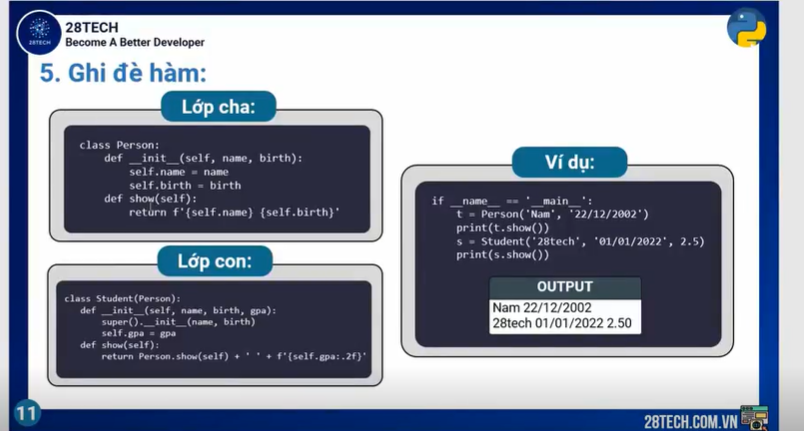 28TECH
Become A Better Developer
28TECH
5. Ghi đè hàm:
Lớp cha:
class Person:
    def __init__(self, name, birth):
        self.name = name
        self.birth = birth
    def show(self):
        return f'{self.name} {self.birth}'
Lớp con:
class Student(Person):
    def __init__(self, name, birth, gpa):
        super().__init__(name, birth)
        self.gpa = gpa
    def show(self):
        return Person.show(self) + ' ' + f'{self.gpa:.2f}'
Ví dụ:
if __name__ == '__main__':
    t = Person('Nam', '22/12/2002')
    print(t.show())
    s = Student('28tech', '01/01/2022', 2.5)
    print(s.show())
OUTPUT
Nam 22/12/2002
28tech 01/01/2022 2.50
11
28TECH.COM.VN